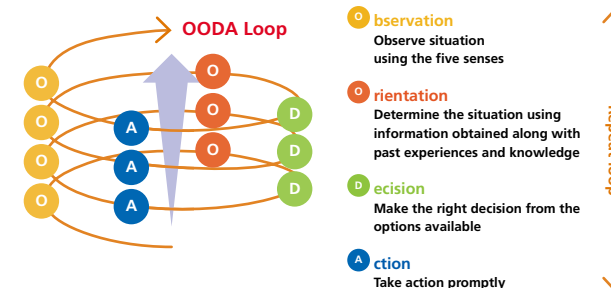 OODA Loop
O
O
O
O
O
O
O
A
A
A
D
D
D
O bservation
Observe situation
using the five senses
O rientation
Determine the situation using
information obtained along with
past experiences and knowledge
D ecision
Make the right decision from the
options available
A ction
Take action promptly